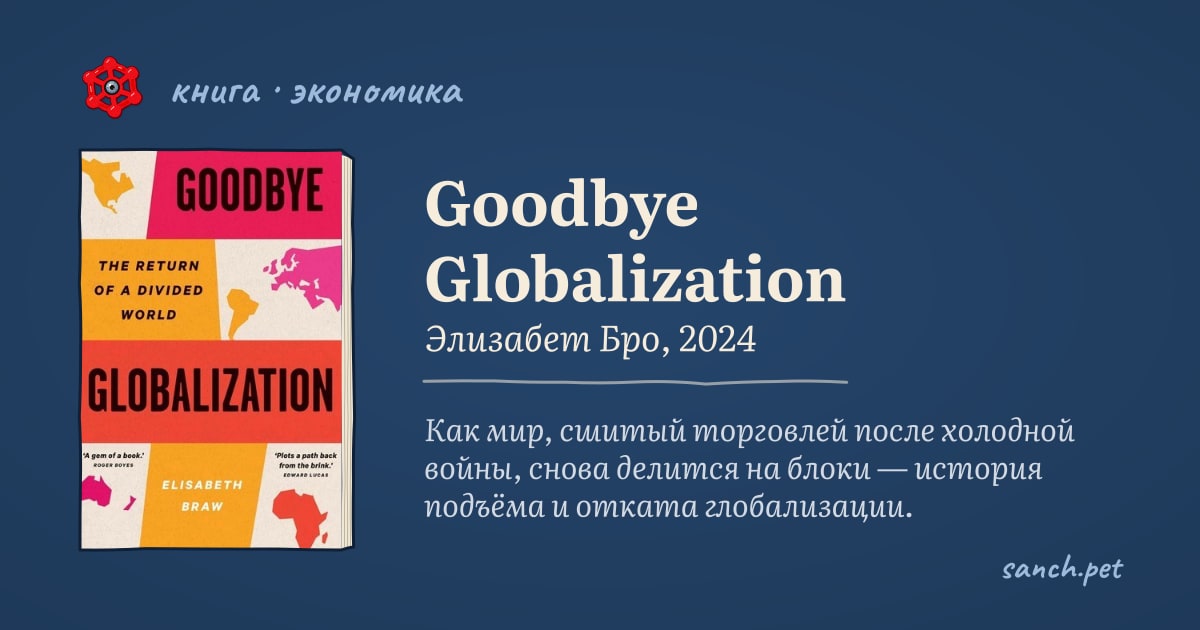 книга · экономика
GOODBYE
THE RETURN
OF A DIVIDED
WORLD
GLOBALIZATION
'A gem of a book.'
ROGER BOYES
'Plots a path back
from the brink.'
EDWARD LUCAS
ELISABETH
BRAW
Goodbye
Globalization
Элизабет Бро, 2024
Как мир, сшитый торговлей после холодной
войны, снова делится на блоки — история
подъёма и отката глобализации.
sanch.pet